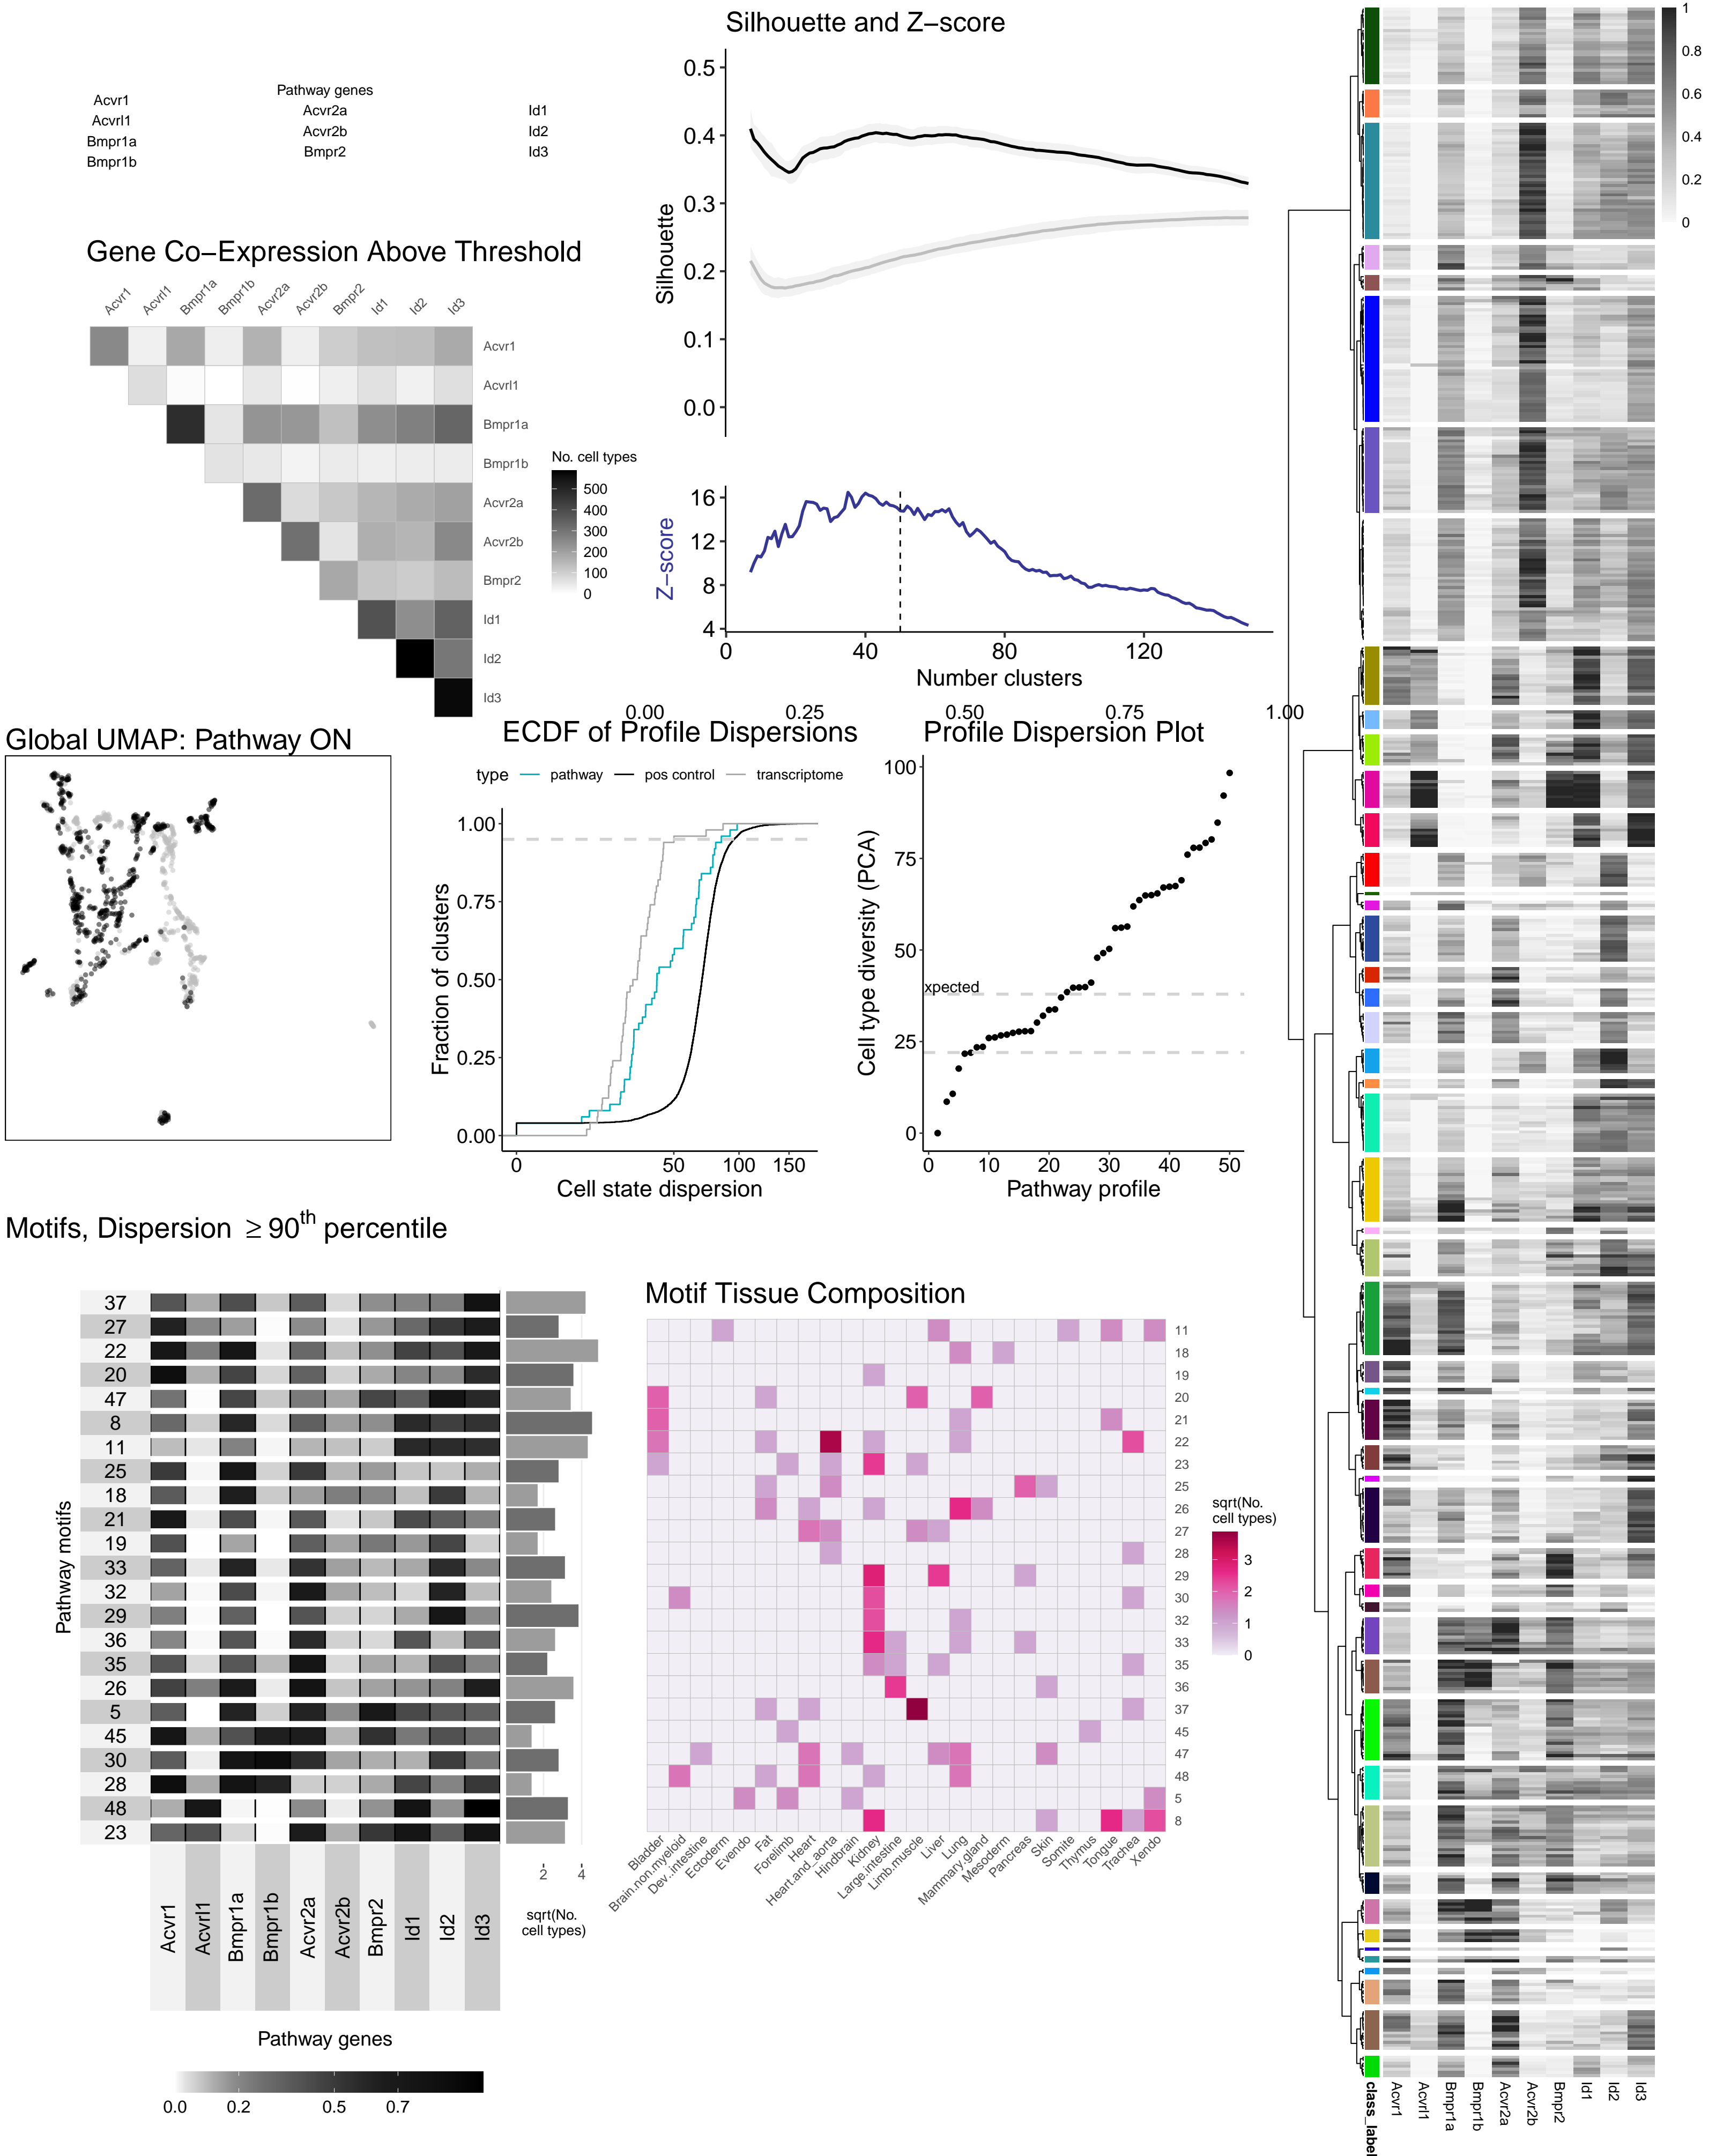 Pathway genes
Acvr1
Acvrl1
Bmpr1a
Bmpr1b
Acvr2a
Acvr2b
Bmpr2
Id1
Id2
Id3
Gene Co−Expression Above Threshold
Acvr1 Acvrl1 Bmpr1a Bmpr1b Acvr2a Acvr2b Bmpr2 Id1 Id2 Id3
Acvr1
Acvrl1
Bmpr1a
Bmpr1b
Acvr2a
Acvr2b
Bmpr2
Id1
Id2
Id3
No. cell types
500
400
300
200
100
0
Silhouette and Z−score
Silhouette
0.5
0.4
0.3
0.2
0.1
0.0
Z−score
16
12
8
4
0 40 80 120
Number clusters
0.00 0.25 0.50 0.75 1.00
Global UMAP: Pathway ON
ECDF of Profile Dispersions
type pathway pos control transcriptome
Fraction of clusters
1.00
0.75
0.50
0.25
0.00
0 50 100 150
Cell state dispersion
Profile Dispersion Plot
Cell type diversity (PCA)
100
75
50
25
0
xpected
0 10 20 30 40 50
Pathway profile
Motifs, Dispersion ≥ 90th percentile
Pathway motifs
37
27
22
20
47
8
11
25
18
21
19
33
32
29
36
35
26
5
45
30
28
48
23
Acvr1 Acvrl1 Bmpr1a Bmpr1b Acvr2a Acvr2b Bmpr2 Id1 Id2 Id3
2 4
sqrt(No.
cell types)
Pathway genes
0.0 0.2 0.5 0.7
Motif Tissue Composition
11
18
19
20
21
22
23
25
26
27
28
29
30
32
33
35
36
37
45
47
48
5
8
Bladder Brain.non.myeloid Dev.intestine Ectoderm Evendo Fat Forelimb Heart Heart.and_aorta Hindbrain Kidney Large.intestine Limb.muscle Liver Lung Mammary.gland Mesoderm Pancreas Skin Somite Thymus Tongue Trachea Xendo
sqrt(No.
cell types)
3
2
1
0
1
0.8
0.6
0.4
0.2
0
class_label Acvr1 Acvrl1 Bmpr1a Bmpr1b Acvr2a Acvr2b Bmpr2 Id1 Id2 Id3